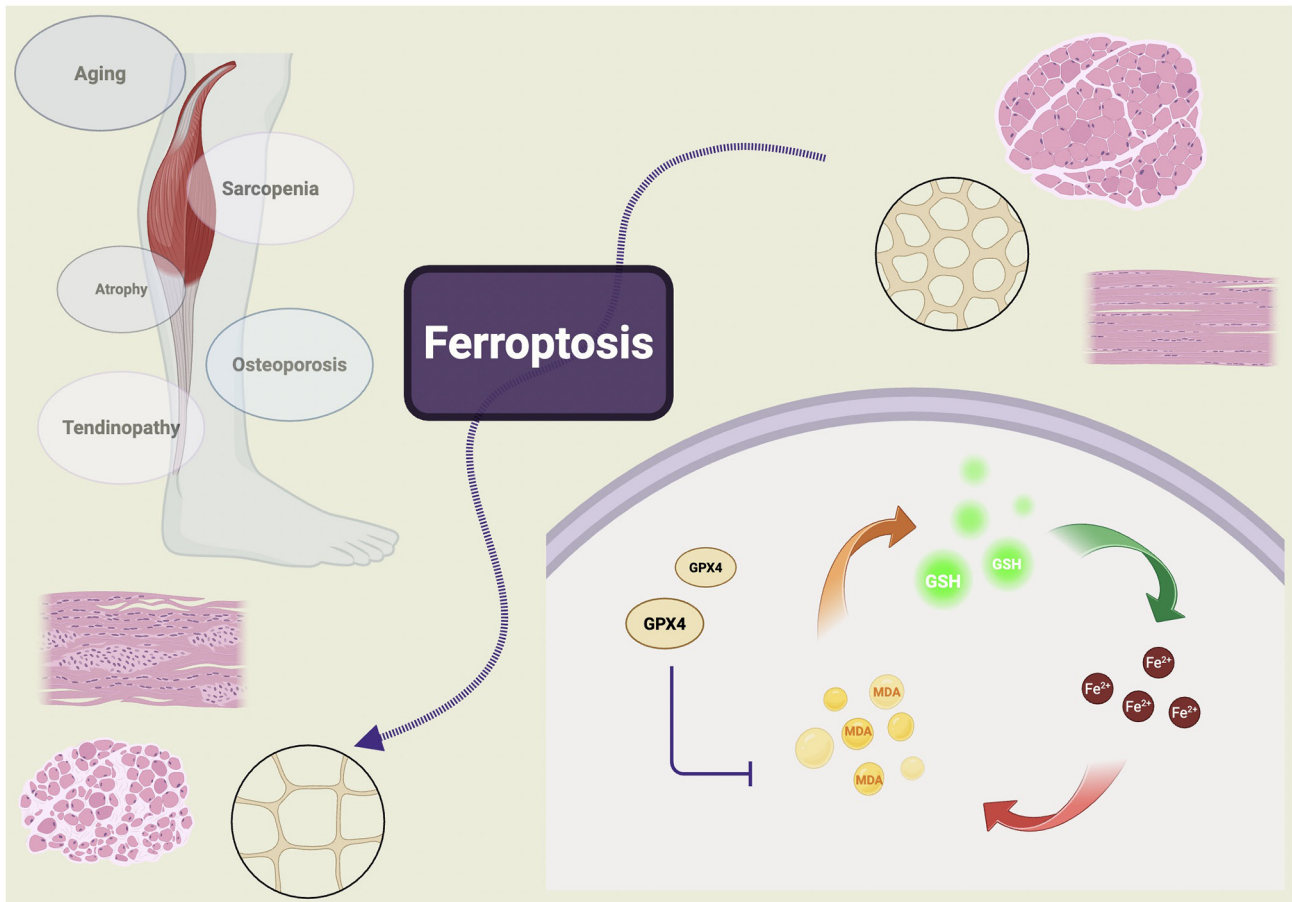 Aging
Sarcopenia
Atrophy
Osteoporosis
Tendinopathy
Ferroptosis
GPX4
GPX4
GSH
GSH
Fe²⁺
Fe²⁺
Fe²⁺
Fe²⁺
MDA
MDA
MDA